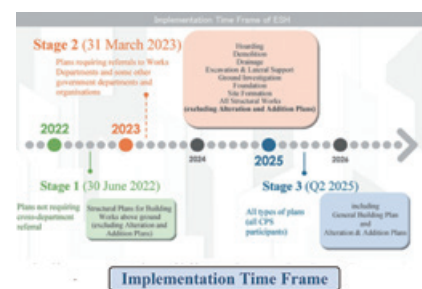 Implementation Time Frame of ESH
Stage 2 (31 March 2023)
Plans requiring referrals to Works
Departments and some other
government departments and
organisations
Hoarding
Demolition
Drainage
Excavation & Lateral Support
Ground Investigation
Foundation
Site Formation
All Structural Works
(excluding Alteration and Addition Plans)
2022
2023
2024
2025
2026
Stage 1 (30 June 2022)
Plans not requiring
cross-department
referral
Structural Plans for Building
Works above ground
(excluding Alteration and
Addition Plans)
Stage 3 (Q2 2025)
All types of plans
(all CPS
participants)
including
General Building Plan
and
Alteration & Addition Plans
Implementation Time Frame